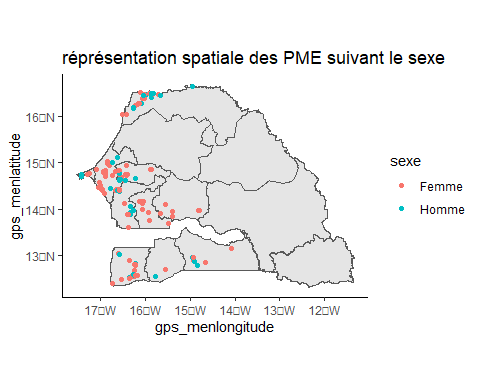 réprésentation spatiale des PME suivant le sexe
gps_menlatitude
16□N
15□N
14□N
13□N
17□W
16□W
15□W
14□W
13□W
12□W
gps_menlongitude
sexe
Femme
Homme